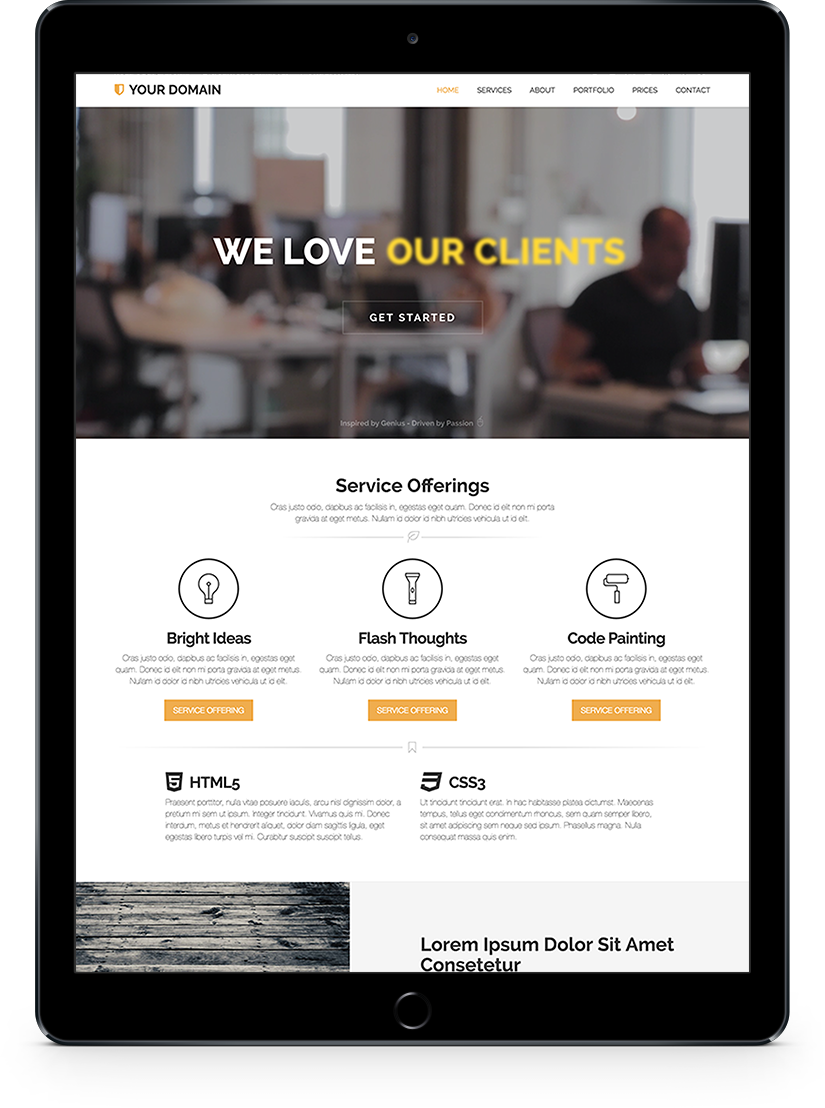 YOUR DOMAIN
HOME SERVICES ABOUT PORTFOLIO PRICES CONTACT
WE LOVE OUR CLIENTS
GET STARTED
Inspired by Genius - Driven by Passion
Service Offerings
Cras justo odio, dapibus ac facilisis in, egestas eget quam. Donec id elit non mi porta
gravida at eget metus. Nullam id dolor id nibh utricies vehicula ut id elit.
Bright Ideas
Cras justo odio, dapibus ac facilisis in, egestas eget
quam. Donec id elit non mi porta gravida at eget metus.
Nullam id dolor id nibh utricies vehicula ut id elit.
SERVICE OFFERING
Flash Thoughts
Cras justo odio, dapibus ac facilisis in, egestas eget
quam. Donec id elit non mi porta gravida at eget metus.
Nullam id dolor id nibh utricies vehicula ut id elit.
SERVICE OFFERING
Code Painting
Cras justo odio, dapibus ac facilisis in, egestas eget
quam. Donec id elit non mi porta gravida at eget metus.
Nullam id dolor id nibh utricies vehicula ut id elit.
SERVICE OFFERING
5 HTML5
Praesent porttitor, nulla vitae posuere iaculis, arcu nisl dignissim dolor, a
pretium mi sem ut ipsum. Integer tincidunt. Vivamus quis mi. Donec
interdum, metus et hendrerit aliquet, dolor diam sagittis ligula, eget
egestas libero turpis vel mi. Curabitur suscipit suscipit tellus.
CSS3
Ut tincidunt tincidunt erat. In hac habitasse platea dictumst. Maecenas
tempus, tellus eget condimentum rhoncus, sem quam semper libero,
sit amet adipiscing sem neque sed ipsum. Phasellus magna. Nulla
consequat massa quis enim.
Lorem Ipsum Dolor Sit Amet
Consetetur